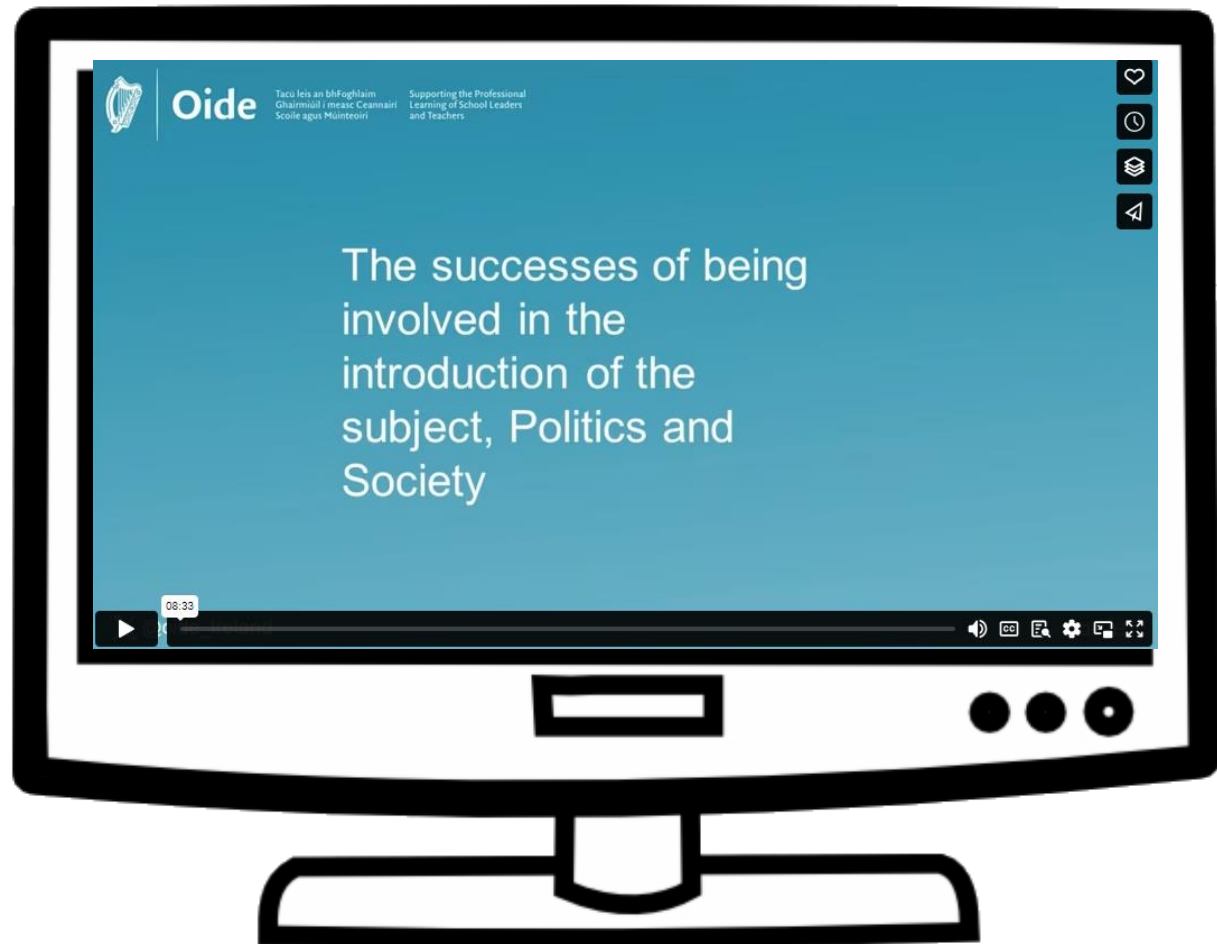 Oide
Tacú leis an bhFoghlaim
Ghairmiúil i measc Ceannairí
Scoile agus Múinteoirí
Supporting the Professional
Learning of School Leaders
and Teachers
The successes of being
involved in the
introduction of the
subject, Politics and
Society
08:33
CC